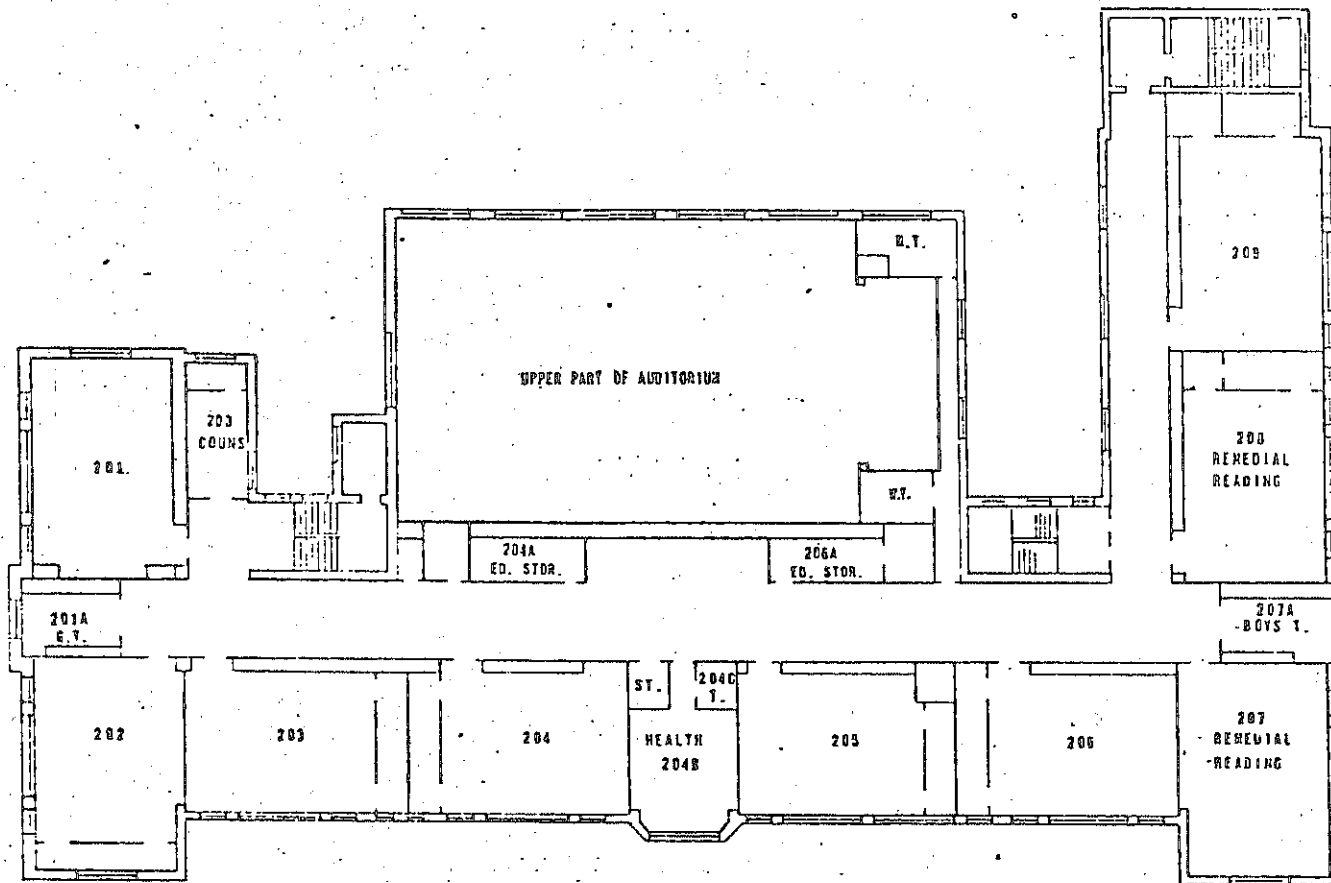 209
UPPER PART OF AUDITORIUM
203
COUNS
201.
208
REMEDIAL
READING
204A
ED. STOR.
206A
ED. STOR.
201A
G.T.
207A
-BOYS T.
ST.
204C
T.
202
203
204
HEALTH
204B
205
206
207
REMEDIAL
-READING